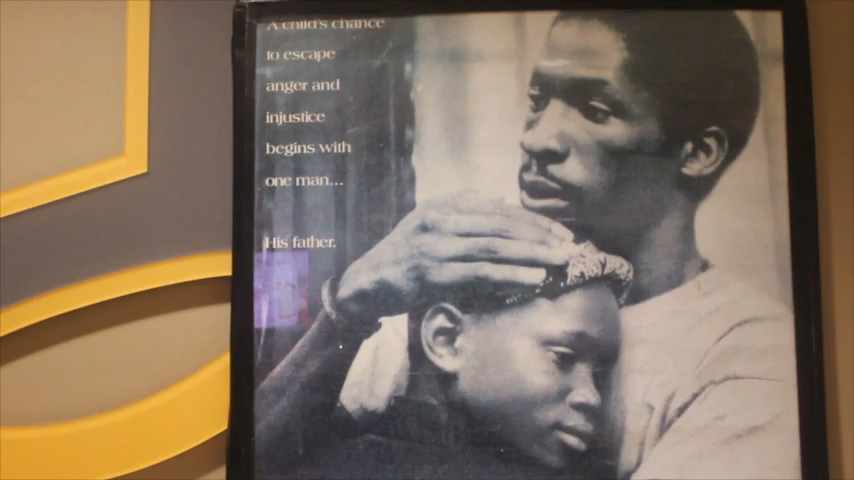 A child's chance
to escape
anger and
injustice
begins with
one man...
His father.